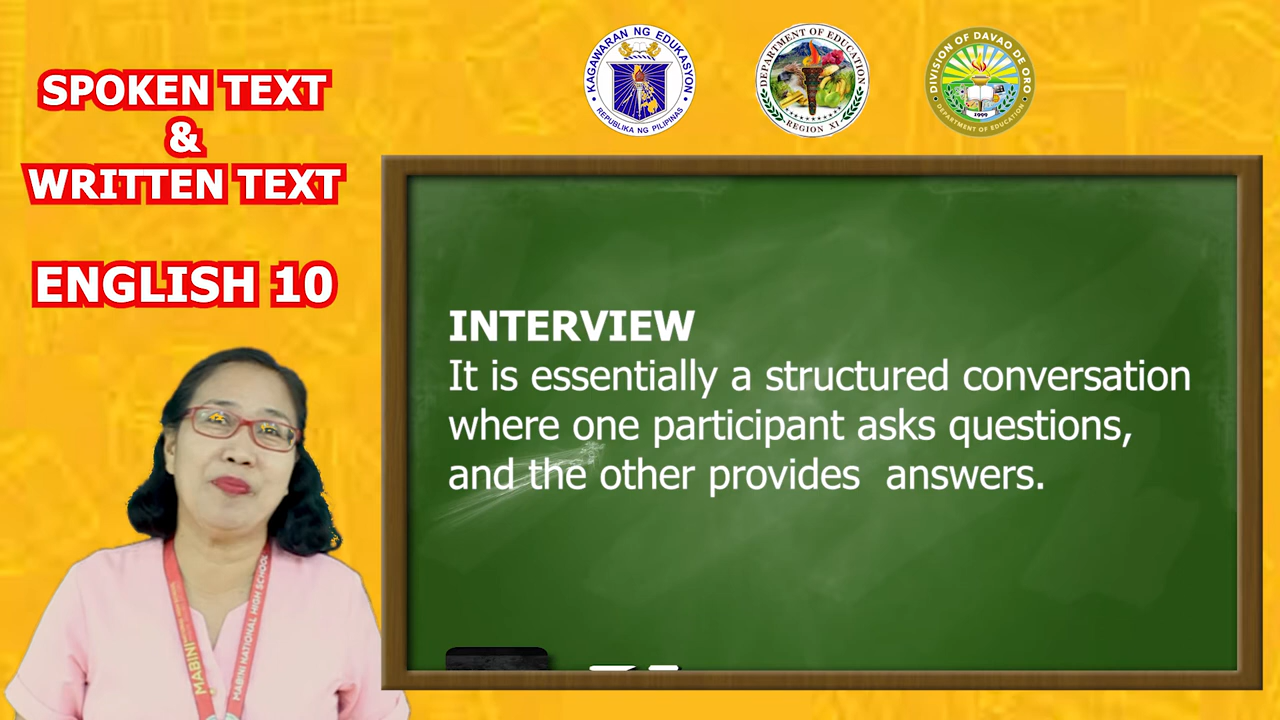 SPOKEN TEXT
&
WRITTEN TEXT
ENGLISH 10
KAGAWARAN NG EDUKASYON
REPUBLIKA NG PILIPINAS
DEPARTMENT OF EDUCATION
REGION XI
DIVISION OF DAVAO DE ORO
1999
DEPARTMENT OF EDUCATION
INTERVIEW
It is essentially a structured conversation
where one participant asks questions,
and the other provides  answers.
MABINI
MABINI NATIONAL HIGH SCHOOL